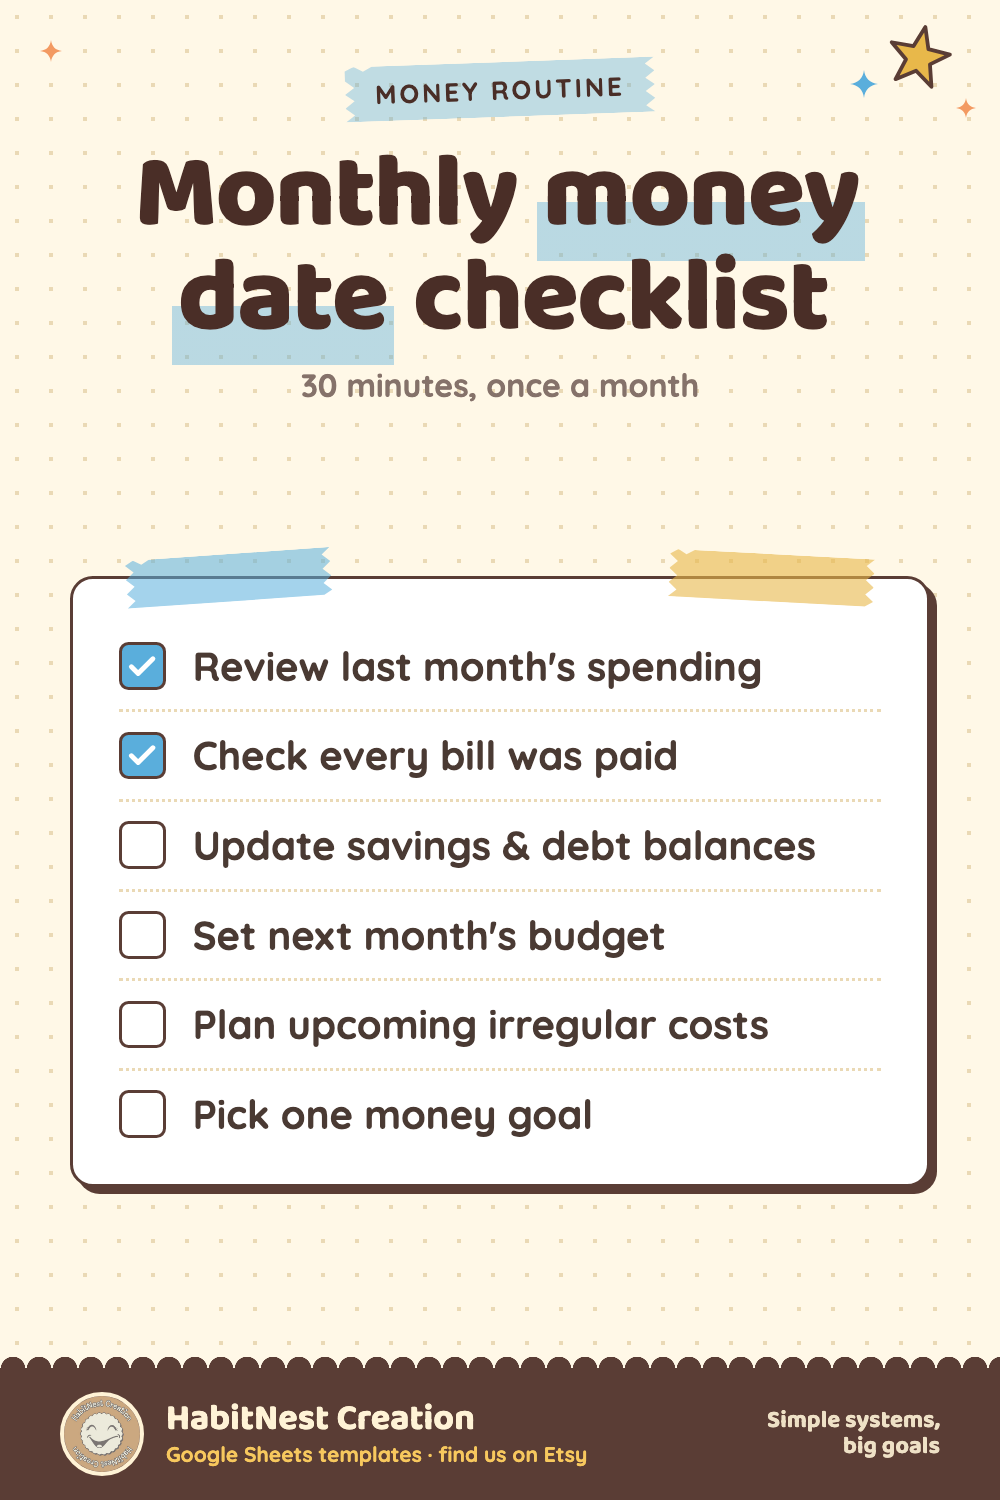 MONEY ROUTINE
Monthly money
date checklist
30 minutes, once a month
Review last month's spending
Check every bill was paid
Update savings & debt balances
Set next month's budget
Plan upcoming irregular costs
Pick one money goal
HabitNest Creation
HabitNest Creation
Google Sheets templates · find us on Etsy
Simple systems,
big goals